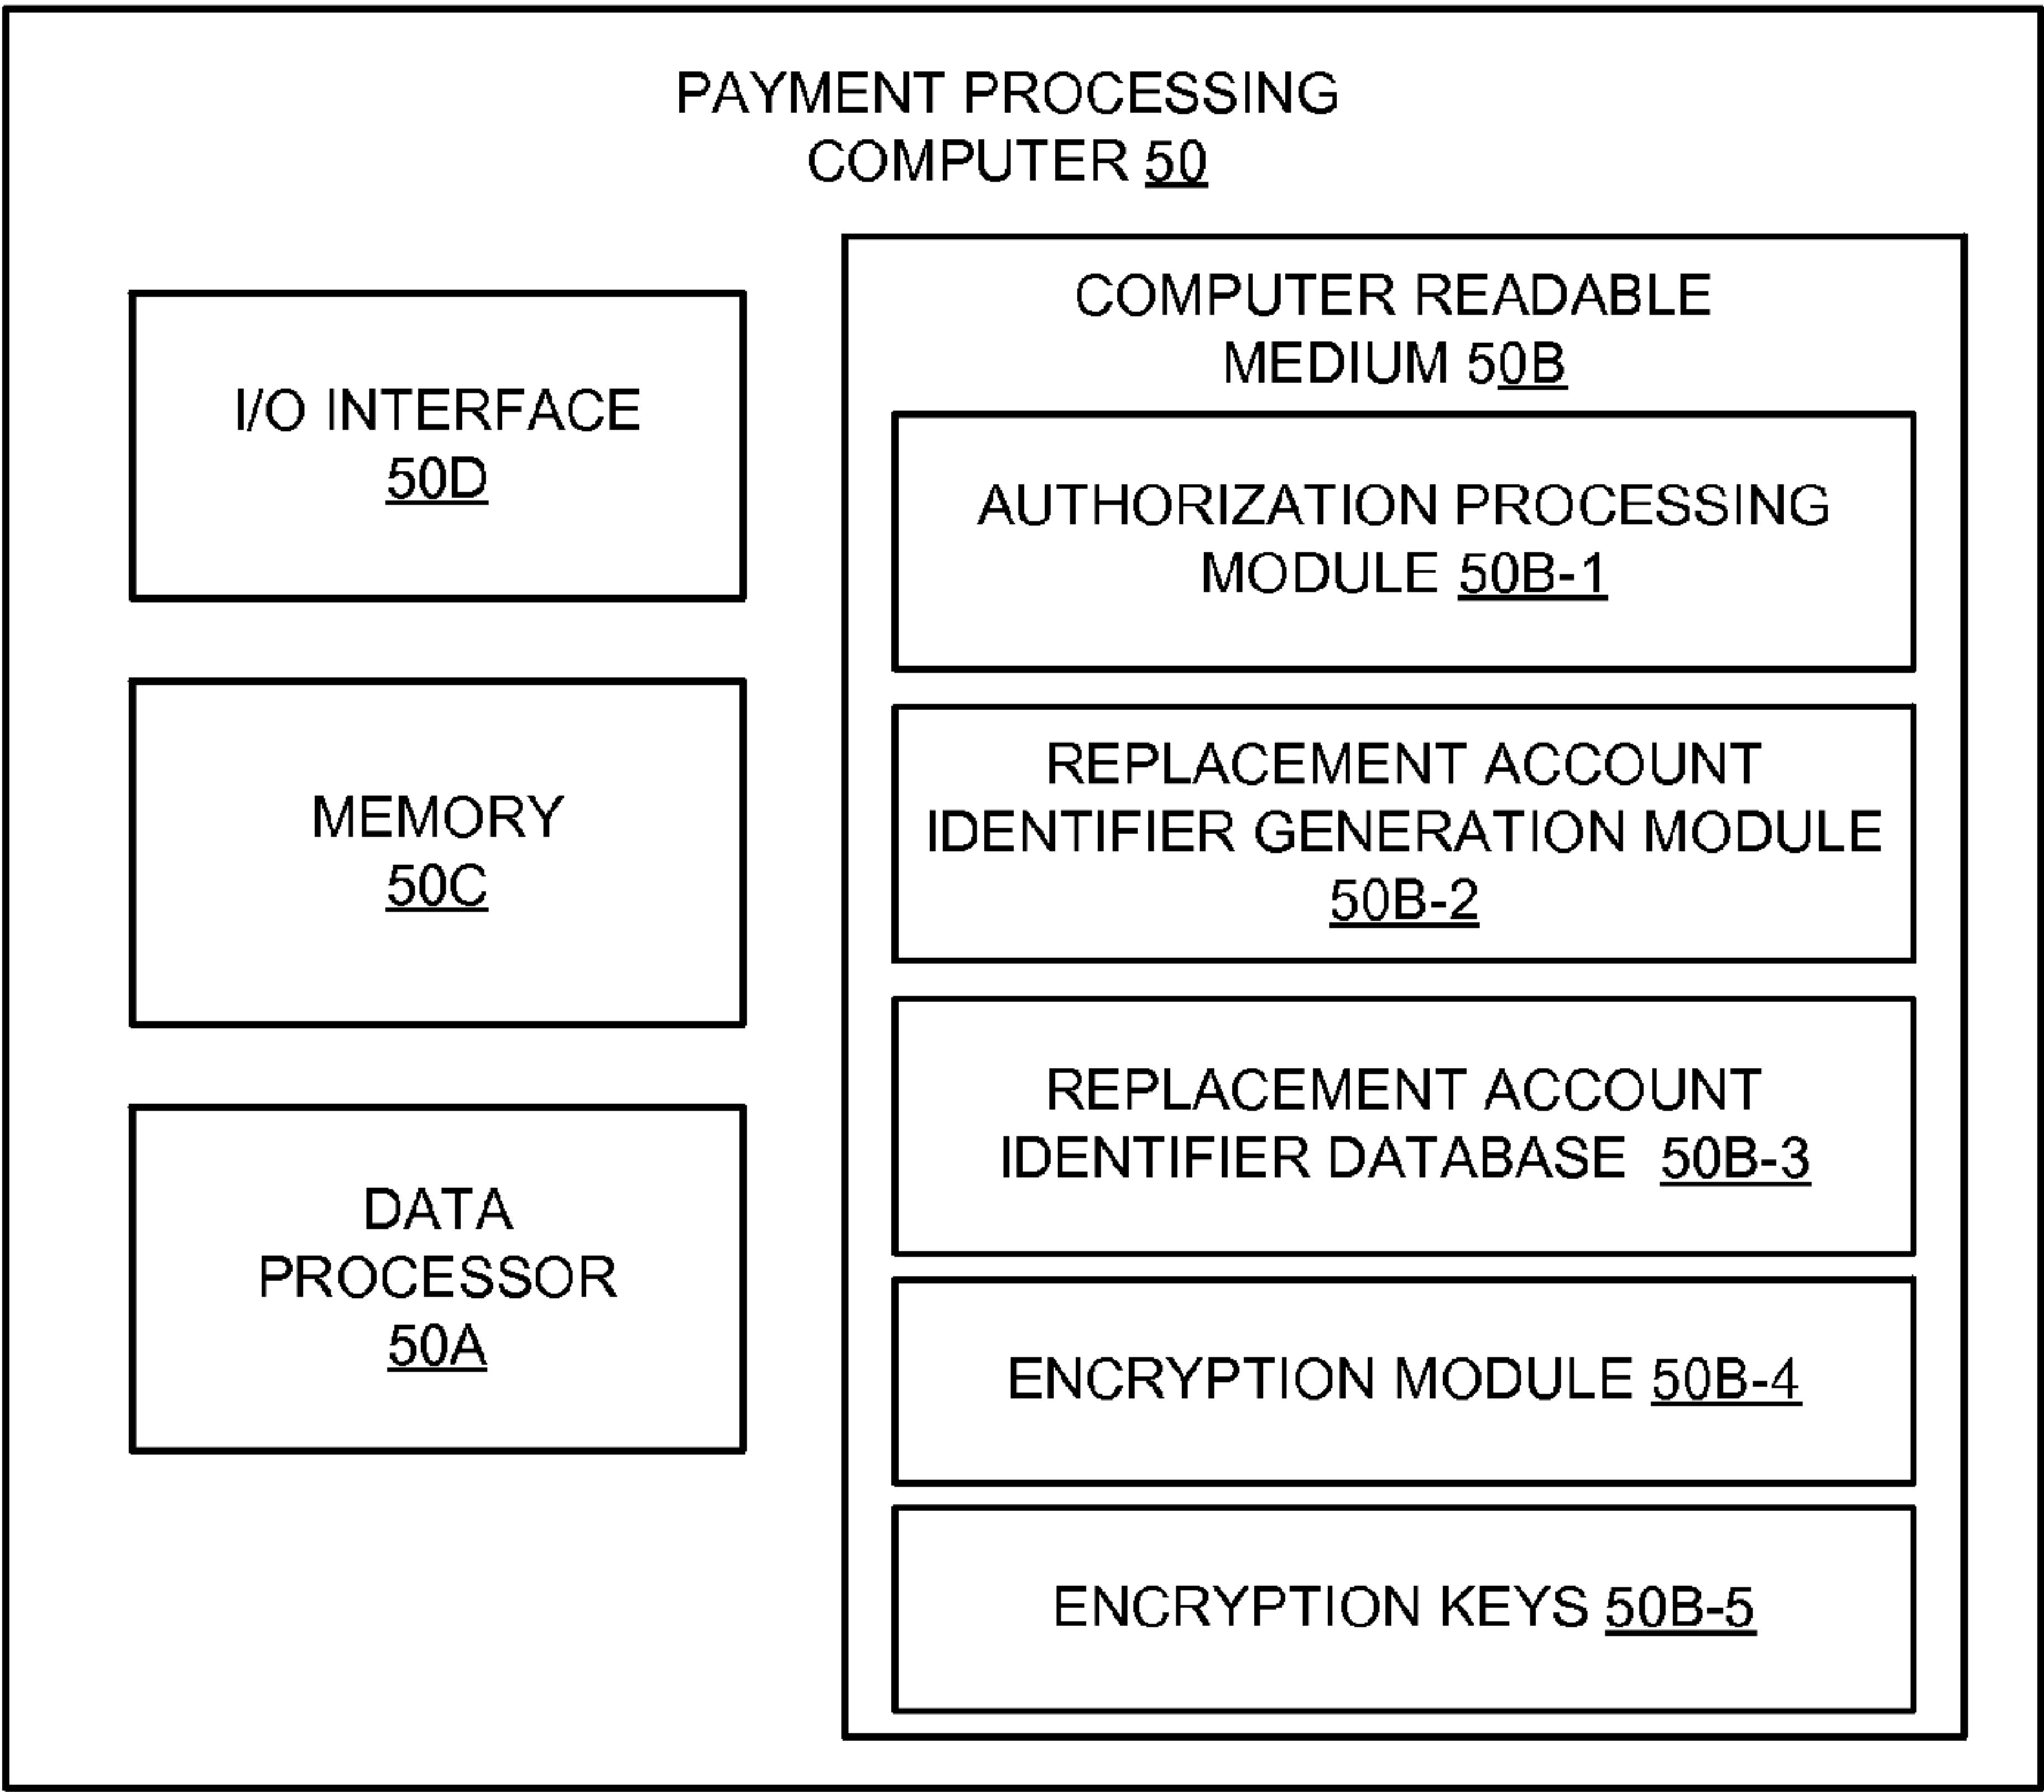 PAYMENT PROCESSING
COMPUTER 50
I/O INTERFACE
50D
MEMORY
50C
DATA
PROCESSOR
50A
COMPUTER READABLE
MEDIUM 50B
AUTHORIZATION PROCESSING
MODULE 50B-1
REPLACEMENT ACCOUNT
IDENTIFIER GENERATION MODULE
50B-2
REPLACEMENT ACCOUNT
IDENTIFIER DATABASE 50B-3
ENCRYPTION MODULE 50B-4
ENCRYPTION KEYS 50B-5